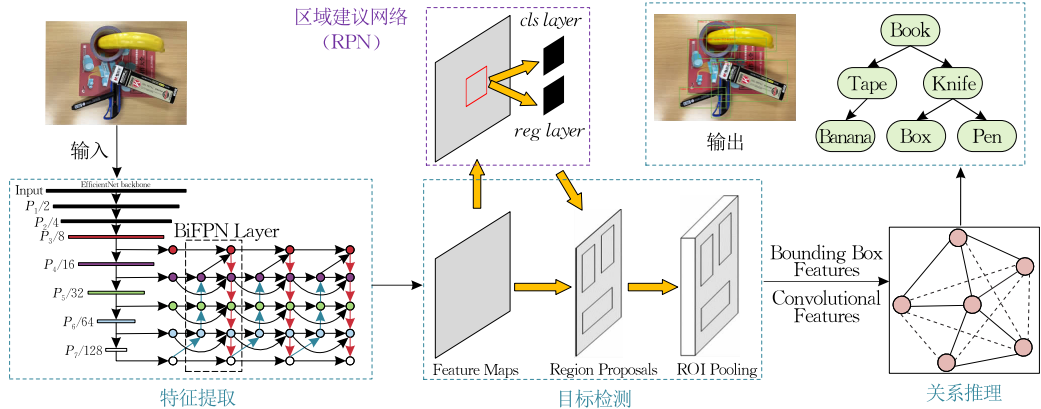 区域建议网络
（RPN）
cls layer
reg layer
输入
输出
Book
Tape
Knife
Banana
Box
Pen
EfficientNet backbone
Input
P1/2
P2/4
P3/8
P4/16
P5/32
P6/64
P7/128
BiFPN Layer
特征提取
Feature Maps
Region Proposals
ROI Pooling
目标检测
Bounding Box
Features
Convolutional
Features
关系推理